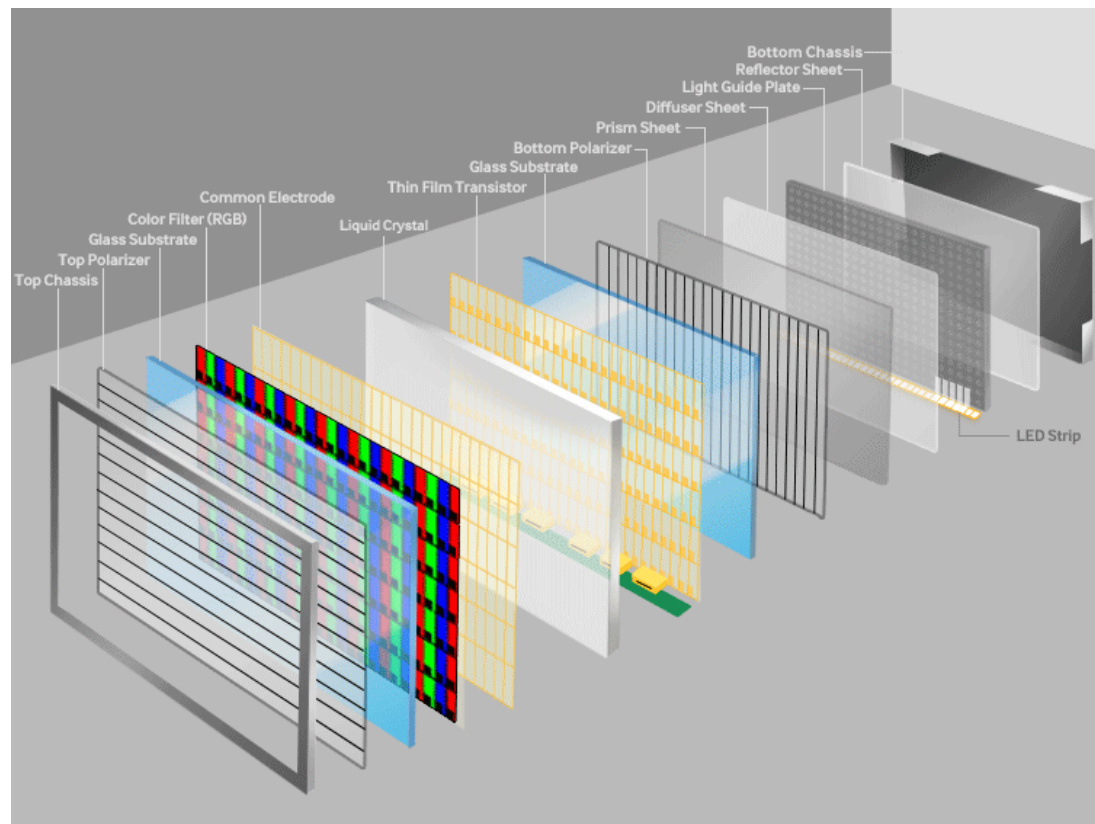 Bottom Chassis
Reflector Sheet
Light Guide Plate
Diffuser Sheet
Prism Sheet
Bottom Polarizer
Glass Substrate
Thin Film Transistor
Common Electrode
Color Filter (RGB)
Liquid Crystal
Glass Substrate
Top Polarizer
Top Chassis
LED Strip